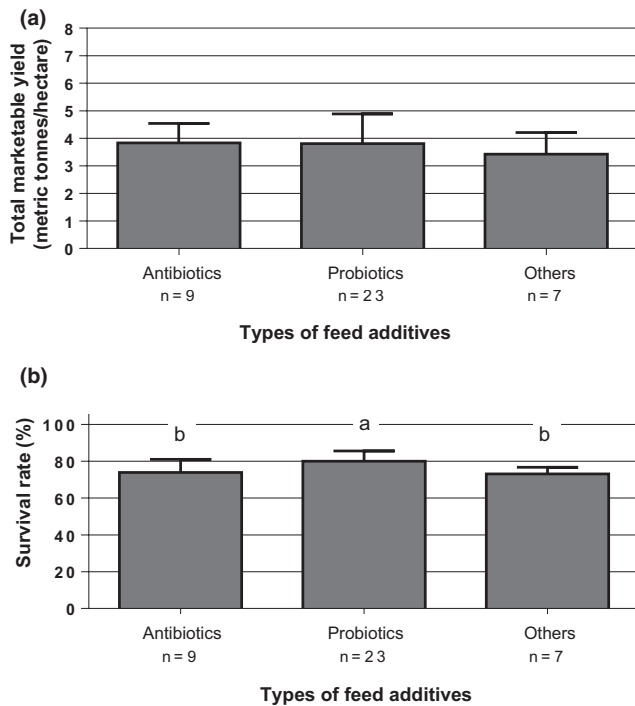 (a)
Total marketable yield
(metric tonnes/hectare)
8
7
6
5
4
3
2
1
0
Antibiotics Probiotics Others
n = 9 n = 23 n = 7
Types of feed additives
(b)
Survival rate (%)
100
80
60
40
20
0
b a b
Antibiotics Probiotics Others
n = 9 n = 23 n = 7
Types of feed additives